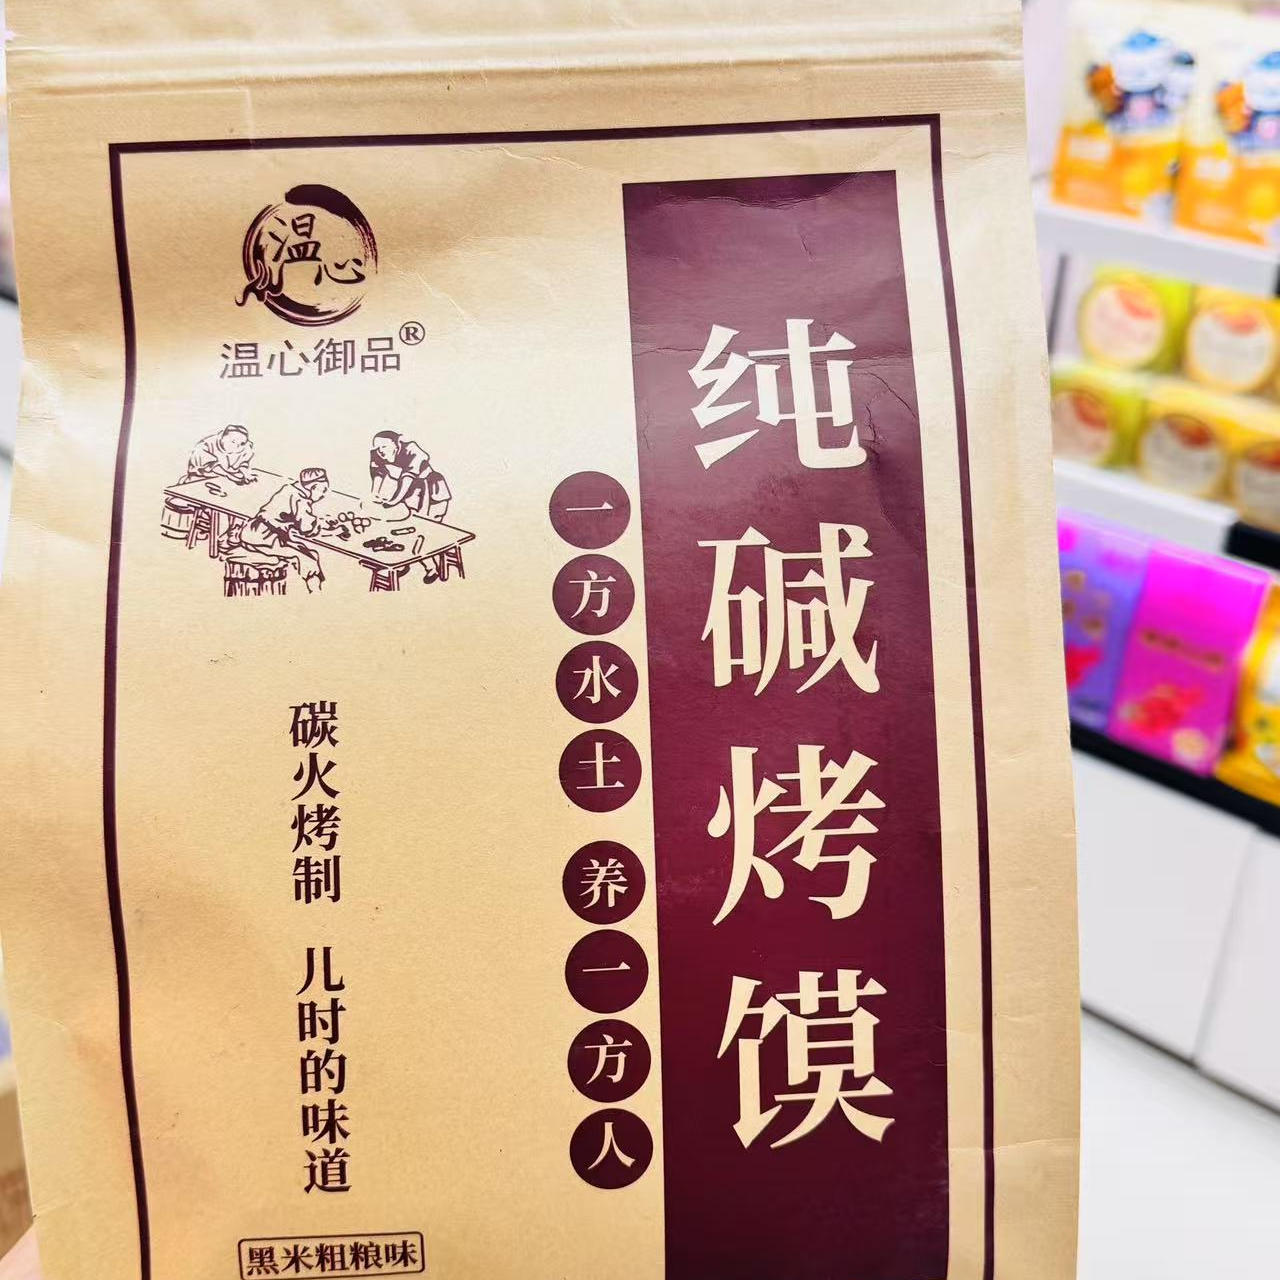 温心
温心御品®
纯碱烤馍
一方水土 养一方人
碳火烤制 儿时的味道
黑米粗粮味